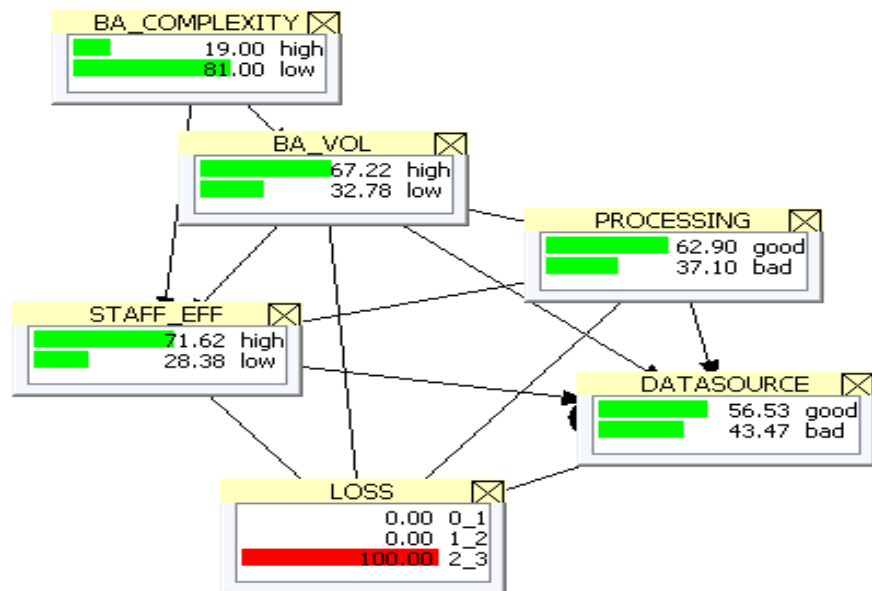 BA_COMPLEXITY
19.00 high
81.00 low
BA_VOL
67.22 high
32.78 low
PROCESSING
62.90 good
37.10 bad
STAFF_EFF
71.62 high
28.38 low
DATASOURCE
56.53 good
43.47 bad
LOSS
0.00 0_1
0.00 1_2
100.00 2_3